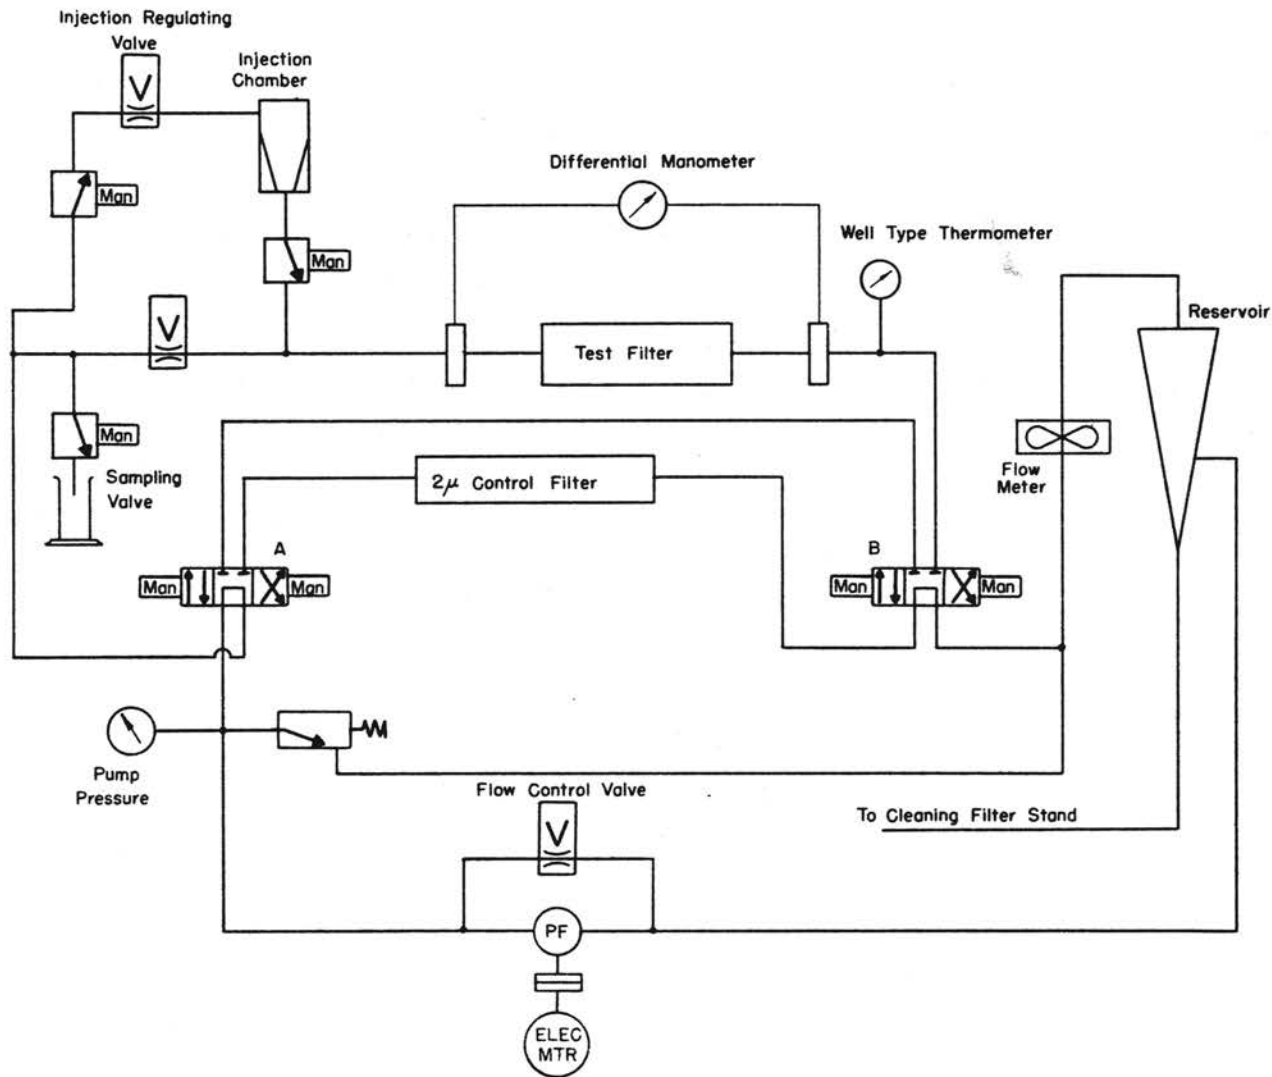 Injection Regulating
Valve
V
Injection
Chamber
Man
Man
Differential Manometer
Well Type Thermometer
Reservoir
V
Test Filter
Man
Sampling
Valve
2μ Control Filter
Flow
Meter
A
B
Man
Man
Man
Man
Pump
Pressure
Flow Control Valve
V
To Cleaning Filter Stand
PF
ELEC
MTR